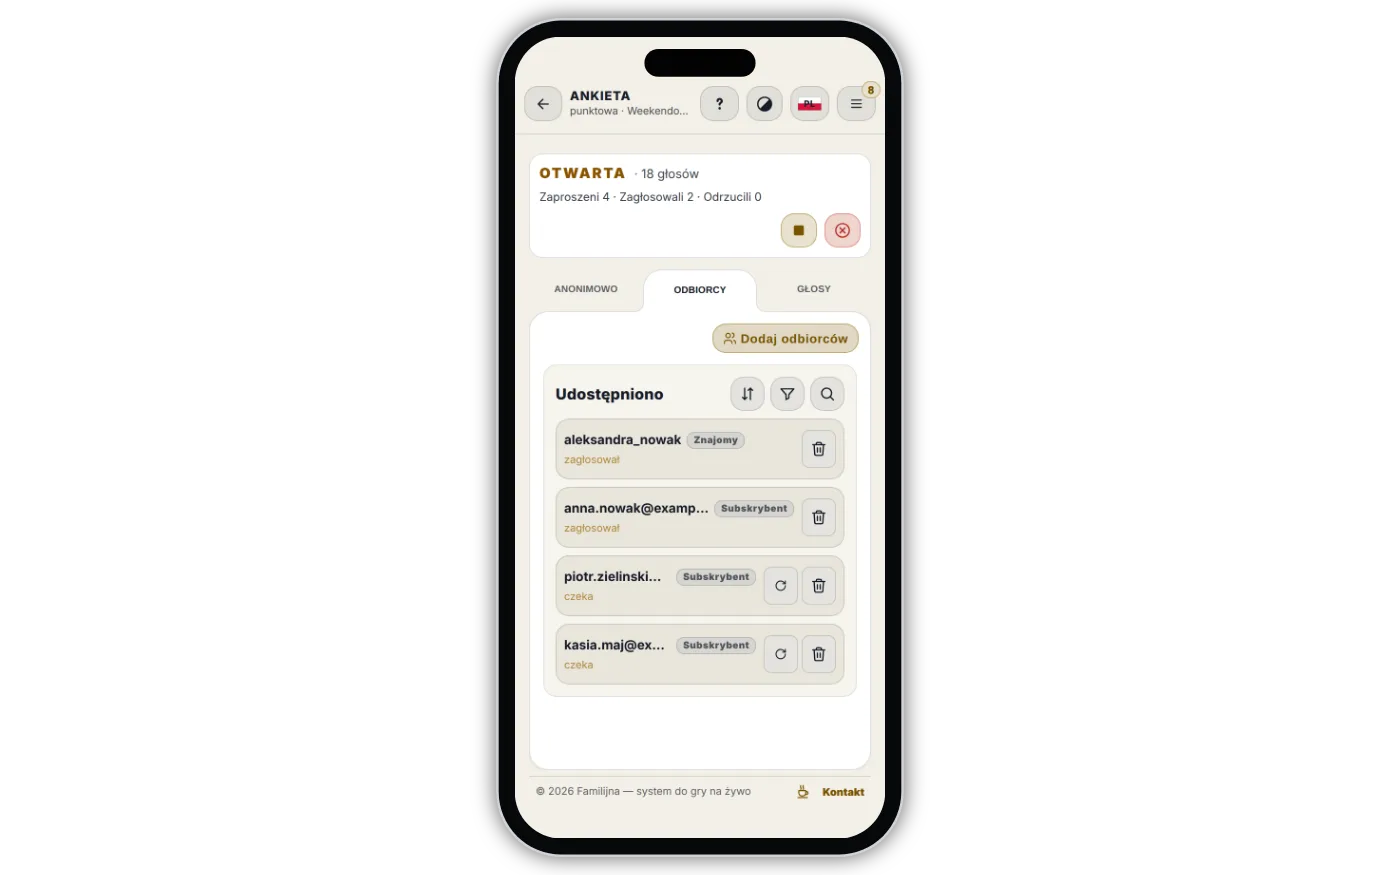 ANKIETA
punktowa · Weekendo...
?
PL
8
OTWARTA · 18 głosów
Zaproszeni 4 · Zagłosowali 2 · Odrzucili 0
ANONIMOWO
ODBIORCY
GŁOSY
Dodaj odbiorców
Udostępniono
aleksandra_nowak Znajomy
zagłosował
anna.nowak@examp... Subskrybent
zagłosował
piotr.zielinski... Subskrybent
czeka
kasia.maj@ex... Subskrybent
czeka
© 2026 Familijna — system do gry na żywo
Kontakt